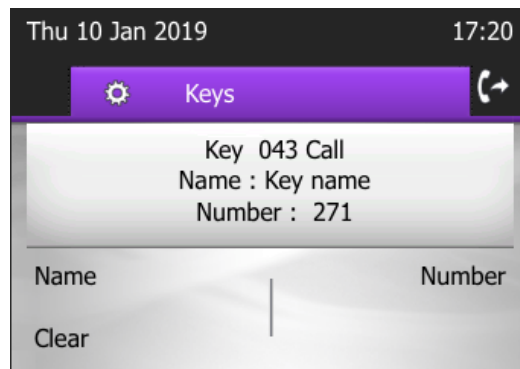 Thu 10 Jan 2019 17:20
Keys
Key 043 Call
Name : Key name
Number : 271
Name Number
Clear